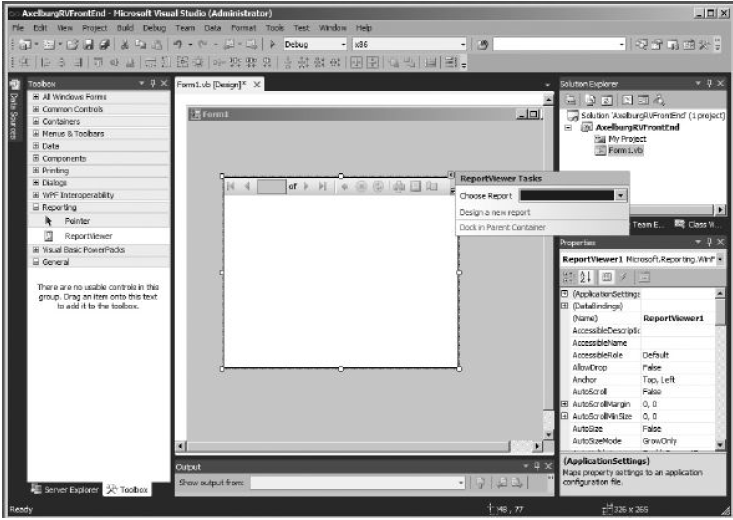 AxelburgRVFrontEnd - Microsoft Visual Studio (Administrator)
File Edit View Project Build Debug Team Data Format Tools Test Window Help
Debug x86
Data Sources
Toolbox
All Windows Forms
Common Controls
Containers
Menus & Toolbars
Data
Components
Printing
Dialogs
WPF Interoperability
Reporting
Pointer
ReportViewer
Visual Basic PowerPacks
General
There are no usable controls in this
group. Drag an item onto this text
to add it to the toolbox.
Server Explorer Toolbox
Form1.vb [Design]*
Form1
of
ReportViewer Tasks
Choose Report
Design a new report
Dock in Parent Container
Output
Show output from:
Solution Explorer
Solution 'AxelburgRVFrontEnd' (1 project)
AxelburgRVFrontEnd
My Project
Form1.vb
Team E... Class V...
Properties
ReportViewer1 Microsoft.Reporting.WinF
(ApplicationSettings
(DataBindings)
(Name) ReportViewer1
AccessibleDescriptic
AccessibleName
AccessibleRole Default
AllowDrop False
Anchor Top, Left
AutoScroll False
AutoScrollMargin 0, 0
AutoScrollMinSize 0, 0
AutoSize False
AutoSizeMode GrowOnly
(ApplicationSettings)
Maps property settings to an application
configuration file.
Ready 48 , 77 326 x 265